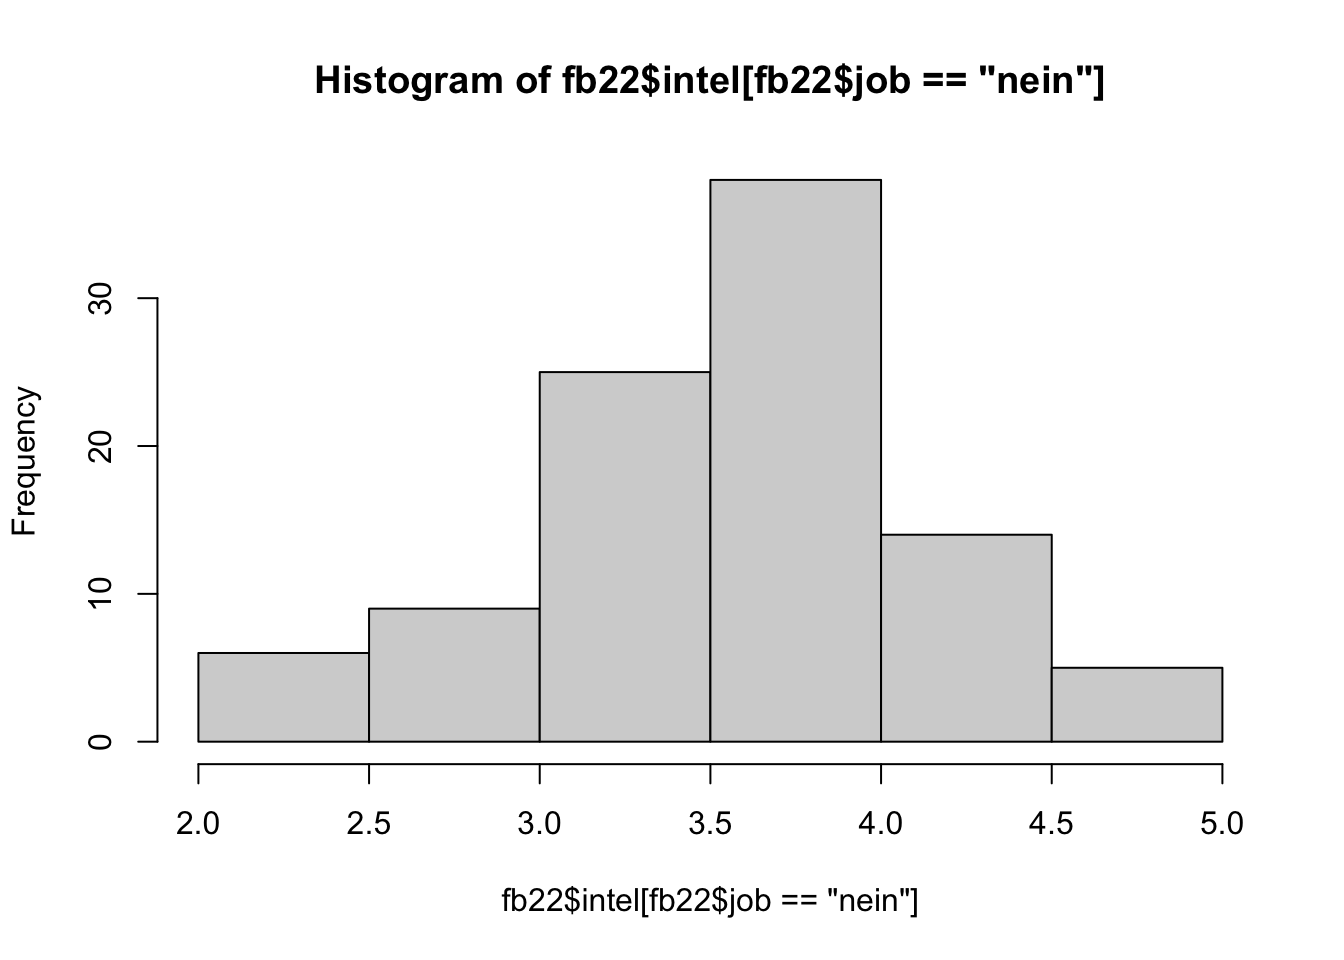 Histogram of fb22$intel[fb22$job == "nein"]
Frequency
30
20
10
0
2.0 2.5 3.0 3.5 4.0 4.5 5.0
fb22$intel[fb22$job == "nein"]